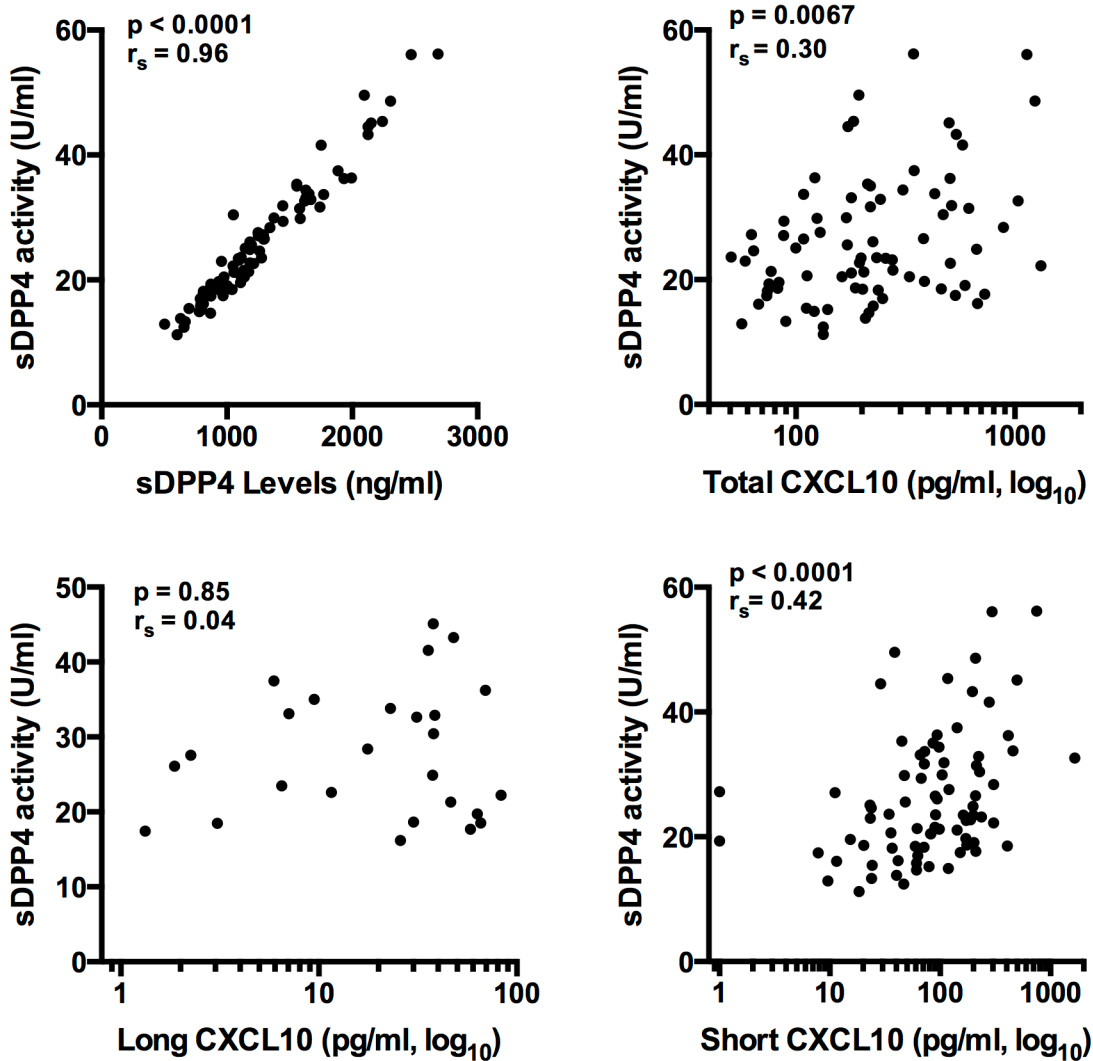 p < 0.0001
rs = 0.96
60
40
20
0
0 1000 2000 3000
sDPP4 activity (U/ml)
sDPP4 Levels (ng/ml)
p = 0.0067
rs = 0.30
60
40
20
0
100 1000
sDPP4 activity (U/ml)
Total CXCL10 (pg/ml, log10)
p = 0.85
rs = 0.04
50
40
30
20
10
0
1 10 100
sDPP4 activity (U/ml)
Long CXCL10 (pg/ml, log10)
p < 0.0001
rs= 0.42
60
40
20
0
1 10 100 1000
sDPP4 activity (U/ml)
Short CXCL10 (pg/ml, log10)